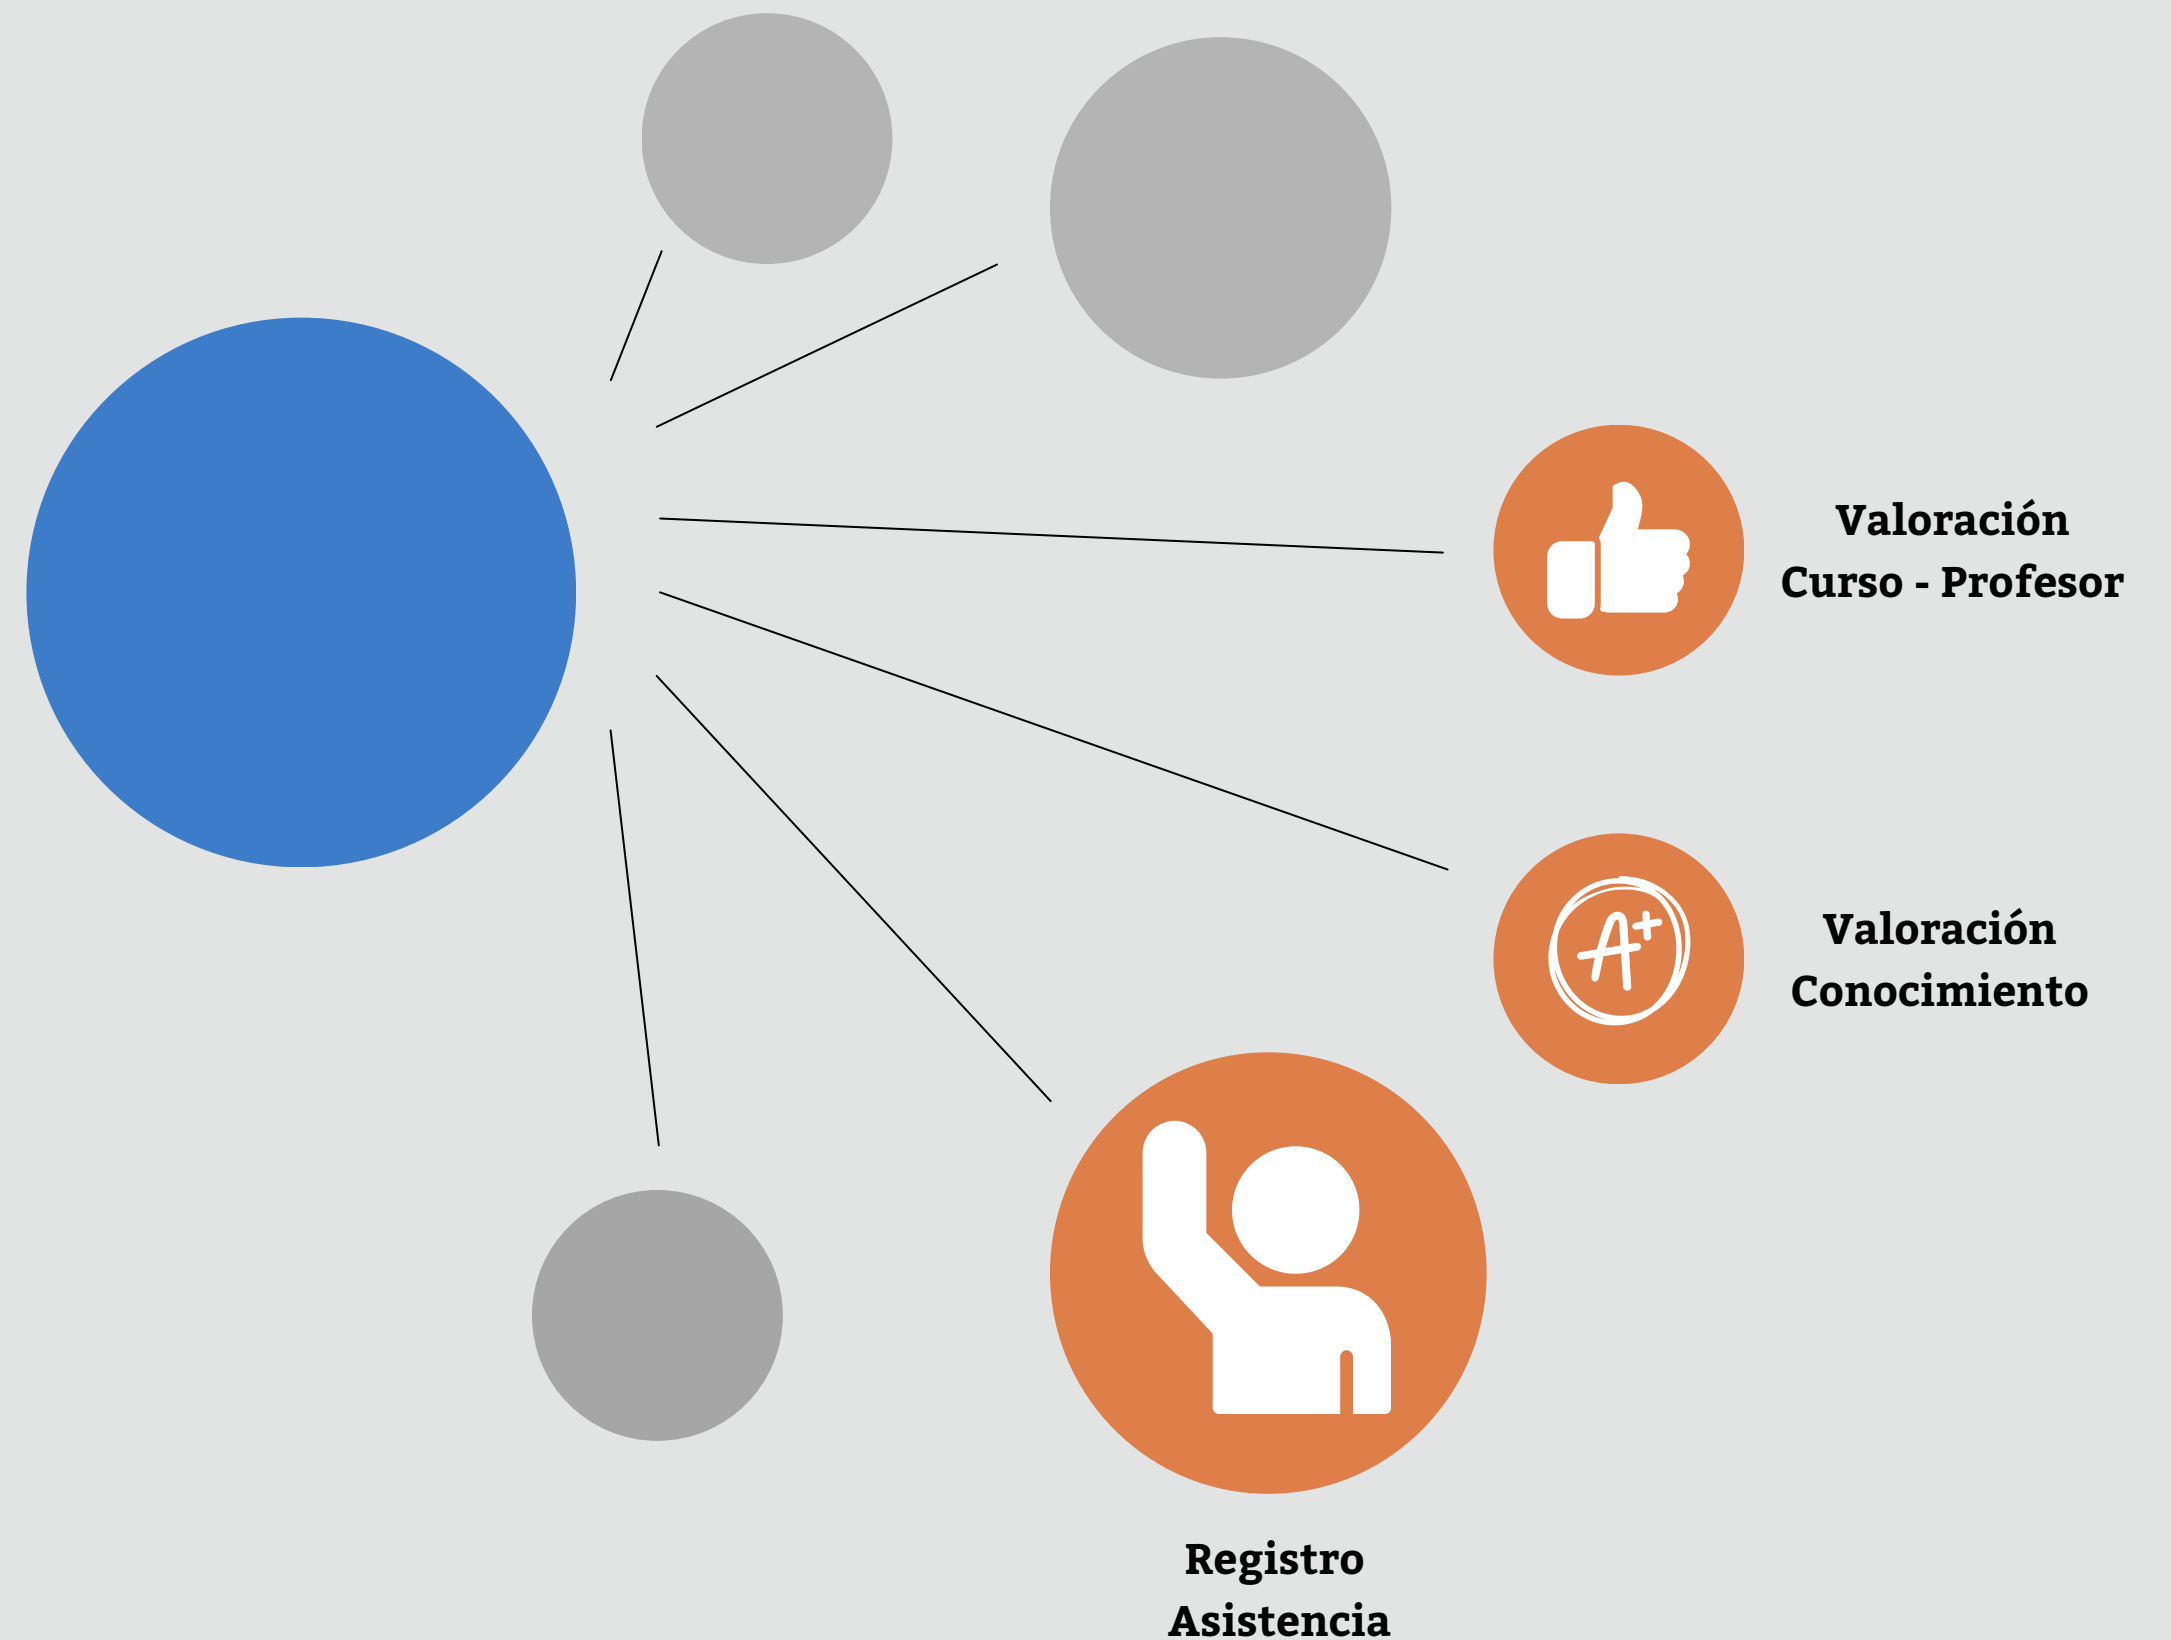 Valoración
Curso - Profesor
A+
Valoración
Conocimiento
Registro
Asistencia